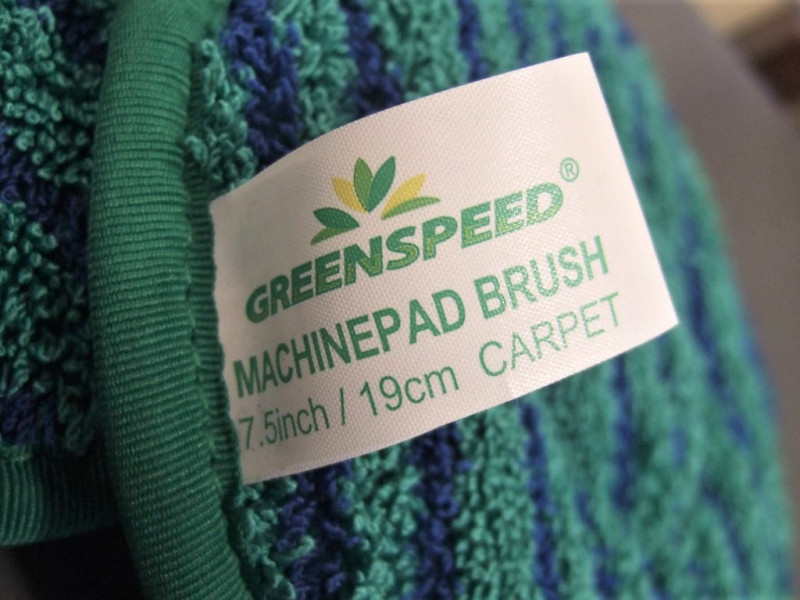 GREENSPEED®
MACHINEPAD BRUSH
7.5inch / 19cm CARPET